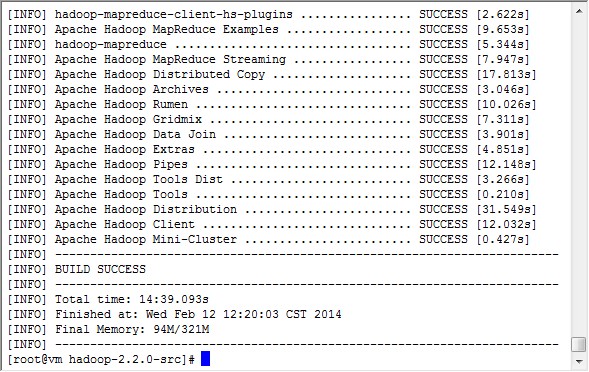 [INFO] hadoop-mapreduce-client-hs-plugins ................ SUCCESS [2.622s]
[INFO] Apache Hadoop MapReduce Examples .................. SUCCESS [9.653s]
[INFO] hadoop-mapreduce .................................. SUCCESS [5.344s]
[INFO] Apache Hadoop MapReduce Streaming ................. SUCCESS [7.947s]
[INFO] Apache Hadoop Distributed Copy .................... SUCCESS [17.813s]
[INFO] Apache Hadoop Archives ............................ SUCCESS [3.046s]
[INFO] Apache Hadoop Rumen ............................... SUCCESS [10.026s]
[INFO] Apache Hadoop Gridmix ............................. SUCCESS [7.311s]
[INFO] Apache Hadoop Data Join ........................... SUCCESS [3.901s]
[INFO] Apache Hadoop Extras .............................. SUCCESS [4.851s]
[INFO] Apache Hadoop Pipes ............................... SUCCESS [12.148s]
[INFO] Apache Hadoop Tools Dist .......................... SUCCESS [3.266s]
[INFO] Apache Hadoop Tools ............................... SUCCESS [0.210s]
[INFO] Apache Hadoop Distribution ........................ SUCCESS [31.549s]
[INFO] Apache Hadoop Client .............................. SUCCESS [12.032s]
[INFO] Apache Hadoop Mini-Cluster ........................ SUCCESS [0.427s]
[INFO] ------------------------------------------------------------------------
[INFO] BUILD SUCCESS
[INFO] ------------------------------------------------------------------------
[INFO] Total time: 14:39.093s
[INFO] Finished at: Wed Feb 12 12:20:03 CST 2014
[INFO] Final Memory: 94M/321M
[INFO] ------------------------------------------------------------------------
[root@vm hadoop-2.2.0-src]#